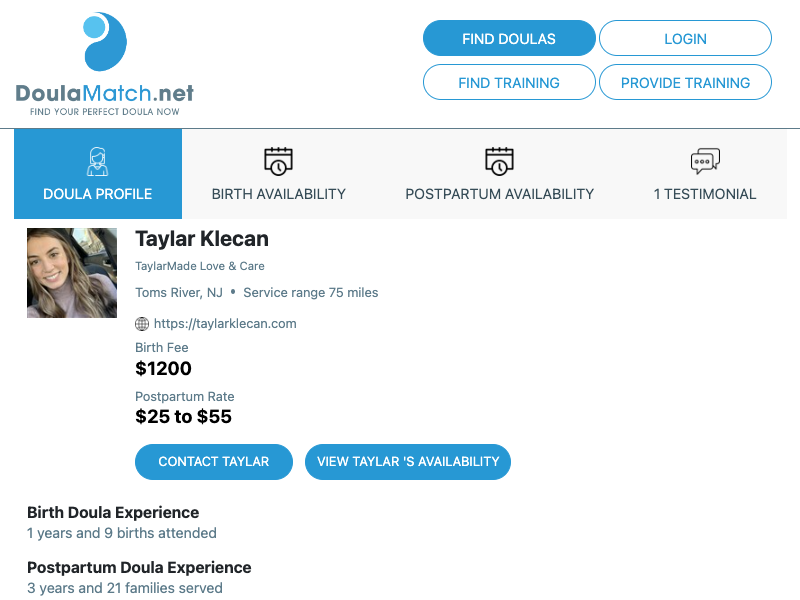 DoulaMatch.net
FIND YOUR PERFECT DOULA NOW
FIND DOULAS
LOGIN
FIND TRAINING
PROVIDE TRAINING
DOULA PROFILE
BIRTH AVAILABILITY
POSTPARTUM AVAILABILITY
1 TESTIMONIAL
Taylar Klecan
TaylarMade Love & Care
Toms River, NJ • Service range 75 miles
https://taylarklecan.com
Birth Fee
$1200
Postpartum Rate
$25 to $55
CONTACT TAYLAR
VIEW TAYLAR 'S AVAILABILITY
Birth Doula Experience
1 years and 9 births attended
Postpartum Doula Experience
3 years and 21 families served